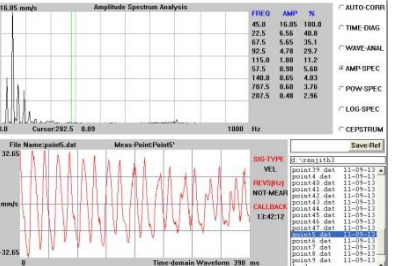 16.05 mm/s Amplitude Spectrum Analysis
FREQ AMP %
45.0 16.05 100.0
22.5 6.56 40.8
67.5 5.65 35.1
92.5 4.78 29.7
115.0 1.80 11.2
57.5 0.90 5.60
140.0 0.65 4.03
707.5 0.60 3.76
287.5 0.48 2.96
AUTO-CORR
TIME-DIAG
WAVE-ANAL
AMP-SPEC
POW-SPEC
LOG-SPEC
CEPSTRUM
Cursor:202.5 0.09 1000 Hz
File Name:point5.dat Meas-Point:Point5'
32.65
mm/s
-32.65
Time-domain Waveform 390 ms
SIG-TYPE
VEL
REVS(Hz)
NOT-MEAR
CALLBACK
13:42:12
Save-Ref
d:\ranjith3
point39.dat 11-09-13
point4.dat 11-09-13
point40.dat 11-09-13
point41.dat 11-09-13
point42.dat 11-09-13
point43.dat 11-09-13
point44.dat 11-09-13
point45.dat 11-09-13
point46.dat 11-09-13
point47.dat 11-09-13
point5.dat 11-09-13
point6.dat 11-09-13
point7.dat 11-09-13
point8.dat 11-09-13
point9.dat 11-09-13